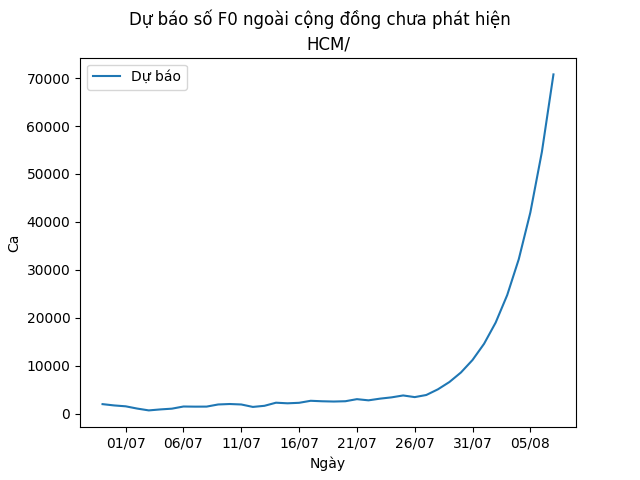 Dự báo số F0 ngoài cộng đồng chưa phát hiện
HCM/
Dự báo
70000
60000
50000
40000
30000
20000
10000
0
Ca
01/07 06/07 11/07 16/07 21/07 26/07 31/07 05/08
Ngày